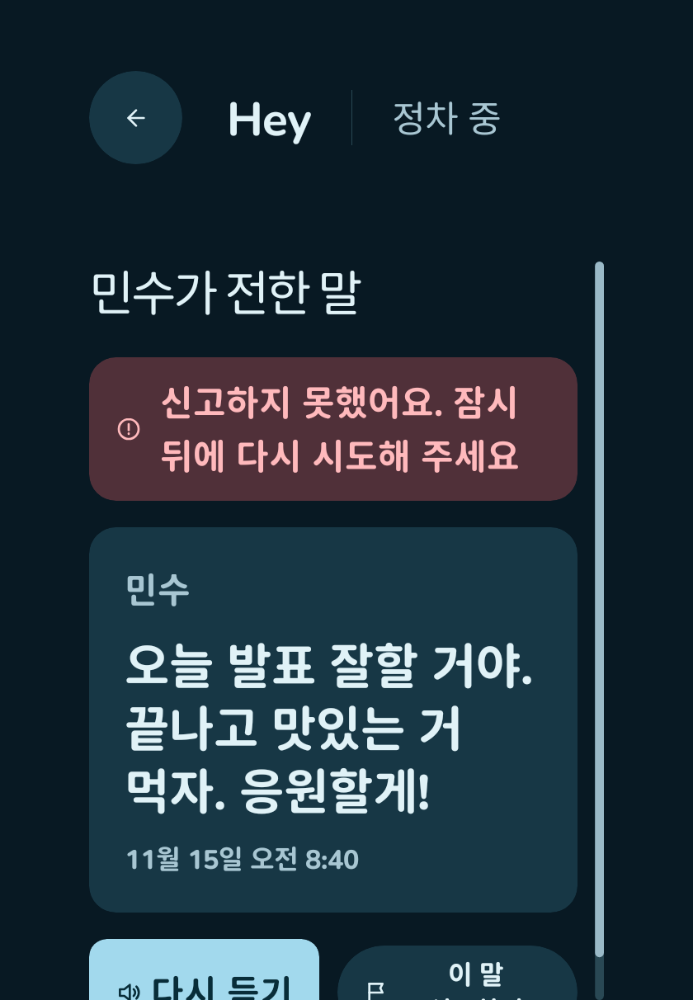 Hey
정차 중
민수가 전한 말
신고하지 못했어요. 잠시
뒤에 다시 시도해 주세요
민수
오늘 발표 잘할 거야.
끝나고 맛있는 거
먹자. 응원할게!
11월 15일 오전 8:40
다시 듣기
이 말